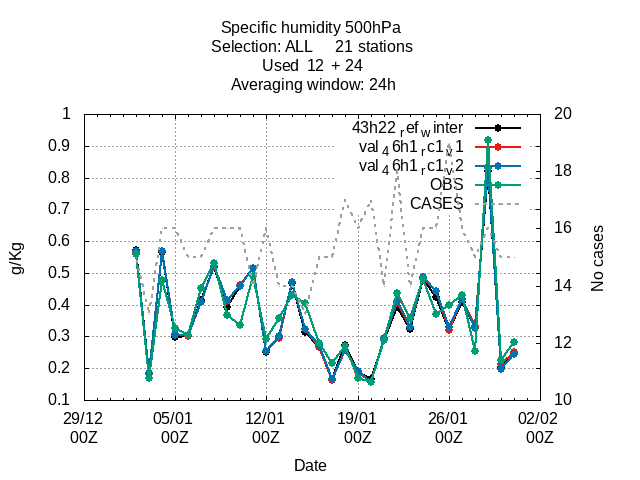 Specific humidity 500hPa
Selection: ALL 21 stations
Used 12 + 24
Averaging window: 24h
43h22refwinter
val46h1rc1v1
val46h1rc1v2
OBS
CASES
1
0.9
0.8
0.7
0.6
0.5
0.4
0.3
0.2
0.1
g/Kg
20
18
16
14
12
10
No cases
29/12 05/01 12/01 19/01 26/01 02/02
00Z 00Z 00Z 00Z 00Z 00Z
Date